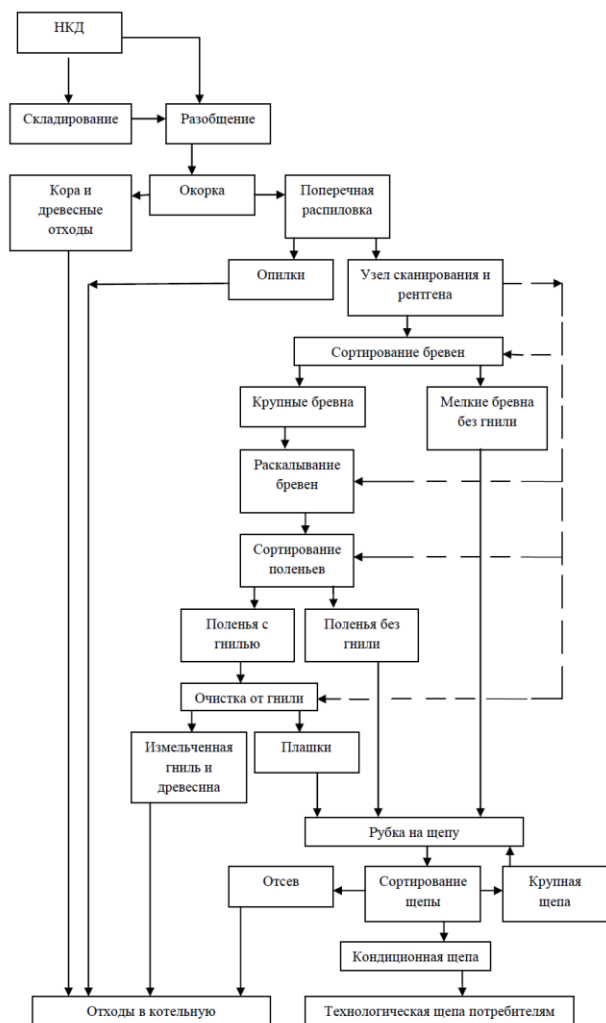 НКД
Складирование
Разобщение
Кора и
древесные
отходы
Окорка
Поперечная
распиловка
Опилки
Узел сканирования и
рентгена
Сортирование бревен
Крупные бревна
Мелкие бревна
без гнили
Раскалывание
бревен
Сортирование
поленьев
Поленья с
гнилью
Поленья без
гнили
Очистка от гнили
Измельченная
гниль и
древесина
Плашки
Рубка на щепу
Отсев
Сортирование
щепы
Крупная
щепа
Кондиционная щепа
Отходы в котельную
Технологическая щепа потребителям